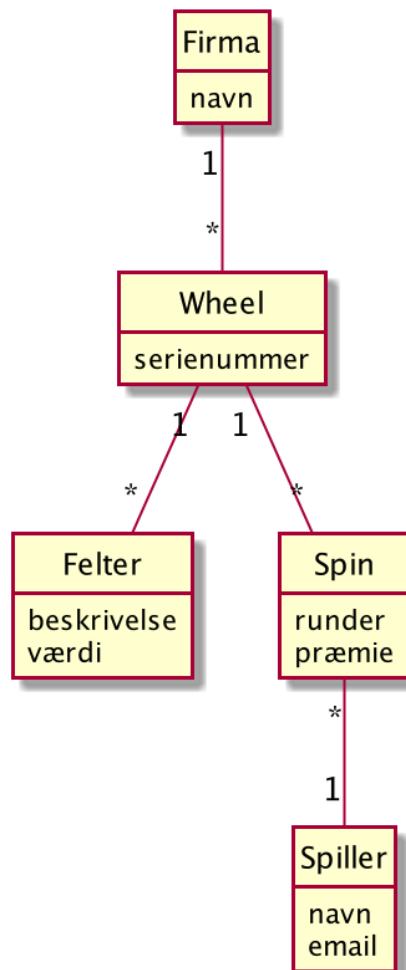 Firma
navn
1
*
Wheel
serienummer
1
1
*
*
Felter
beskrivelse
værdi
Spin
runder
præmie
*
1
Spiller
navn
email